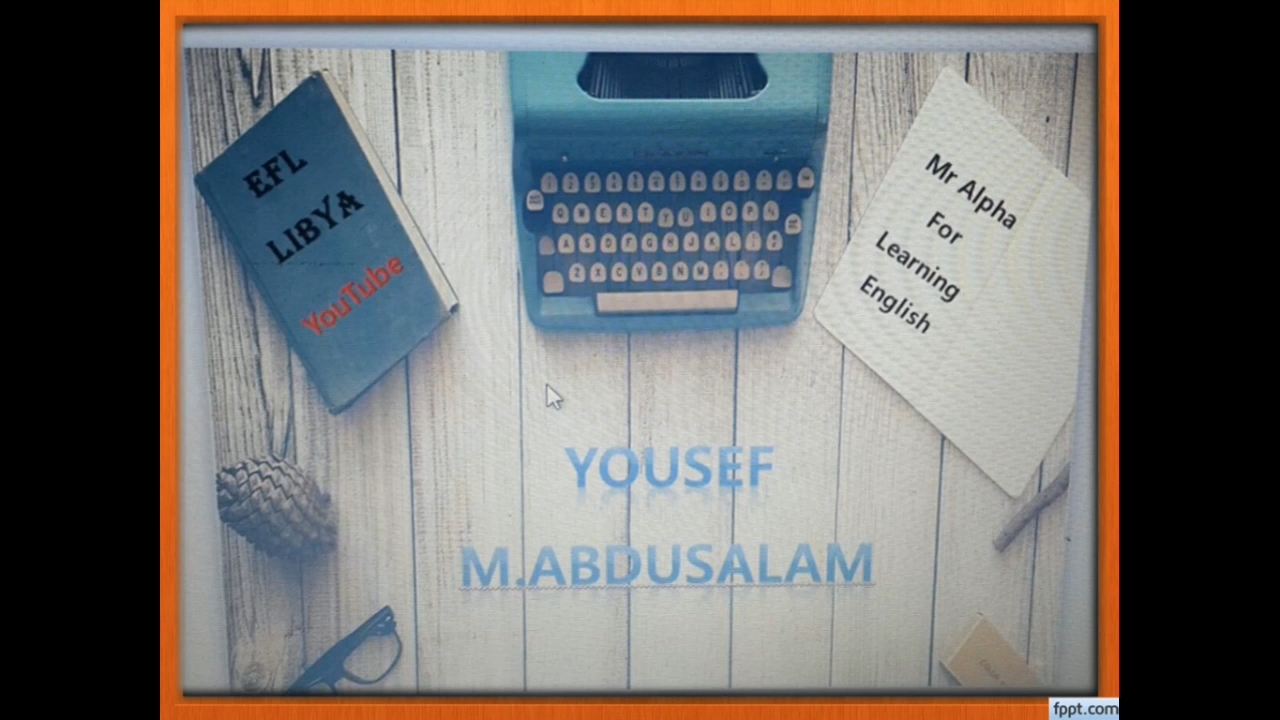 EFL
LIBYA
YouTube
Mr Alpha
For
Learning
English
YOUSEF
M.ABDUSALAM
fppt.com